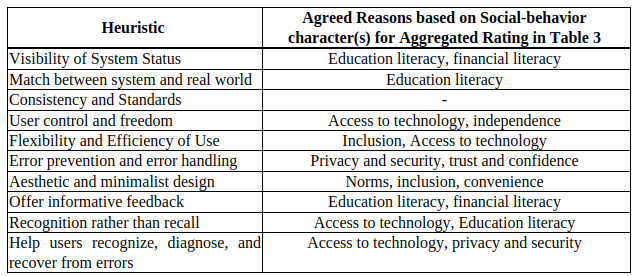 Heuristic
Agreed Reasons based on Social-behavior
character(s) for Aggregated Rating in Table 3
Visibility of System Status
Education literacy, financial literacy
Match between system and real world
Education literacy
Consistency and Standards
-
User control and freedom
Access to technology, independence
Flexibility and Efficiency of Use
Inclusion, Access to technology
Error prevention and error handling
Privacy and security, trust and confidence
Aesthetic and minimalist design
Norms, inclusion, convenience
Offer informative feedback
Education literacy, financial literacy
Recognition rather than recall
Access to technology, Education literacy
Help users recognize, diagnose, and
recover from errors
Access to technology, privacy and security